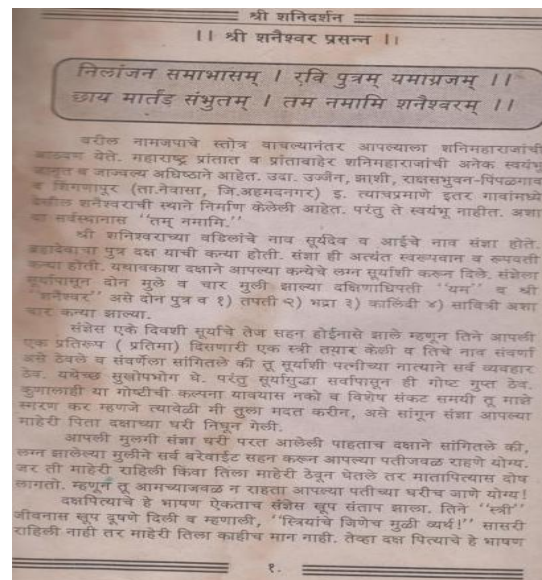 श्री शनिदर्शन
।। श्री शनैश्वर प्रसन्न ।।
निलांजन समाभासम् । रवि पुत्रम् यमाग्रजम् ।।
छाय मार्तंड संभुतम् । तम नमामि शनैश्वरम् ।।
वरील नामजपाचे स्तोत्र वाचल्यानंतर आपल्याला शनिमहाराजांची
आठवण येते. महाराष्ट्र प्रांतात व प्रांताबाहेर शनिमहाराजांची अनेक स्वयंभू
जागृत व जाज्वल्य अधिष्ठाने आहेत. उदा. उज्जैन, झाशी, राक्षसभुवन-पिंपळगाव
व शिंगणापुर (ता.नेवासा, जि.अहमदनगर) इ. त्याचप्रमाणे इतर गावांमध्ये
देखील शनैश्वराची स्थाने निर्माण केलेली आहेत. परंतु ते स्वयंभू नाहीत. अशा
या सर्वस्थानास ''तम् नमामि.''
श्री शनिश्वराच्या वडिलांचे नाव सूर्यदेव व आईचे नाव संज्ञा होते.
ब्रह्मदेवाचा पुत्र दक्ष याची कन्या होती. संज्ञा ही अत्यंत स्वरूपवान व रूपवती
कन्या होती. यथावकाश दक्षाने आपल्या कन्येचे लग्न सूर्याशी करून दिले. संज्ञेला
सूर्यापासून दोन मुले व चार मुली झाल्या दक्षिणाधिपती ''यम'' व श्री
''शनैश्वर'' असे दोन पुत्र व १) तपती २) भद्रा ३) कालिंदी ४) सावित्री अशा
चार कन्या झाल्या.
संज्ञेस एके दिवशी सूर्याचे तेज सहन होईनासे झाले म्हणून तिने आपली
एक प्रतिरूप ( प्रतिमा) दिसणारी एक स्त्री तयार केली व तिचे नाव संवर्णा
असे ठेवले व संवर्णेला सांगितले की तू सूर्याशी पत्नीच्या नात्याने सर्व व्यवहार
ठेव. यथेच्छ सुखोपभोग घे. परंतु सूर्यासुद्धा सर्वापासून ही गोष्ट गुप्त ठेव.
कुणालाही या गोष्टीची कल्पना यावयास नको व विशेष संकट समयी तू माझे
स्मरण कर म्हणजे त्यावेळी मी तुला मदत करीन, असे सांगून संज्ञा आपल्या
माहेरी पिता दक्षाच्या घरी निघून गेली.
आपली मुलगी संज्ञा घरी परत आलेली पाहताच दक्षाने सांगितले की,
लग्न झालेल्या मुलीने सर्व बरेवाईट सहन करून आपल्या पतीजवळ राहणे योग्य.
जर ती माहेरी राहिली किंवा तिला माहेरी ठेवून घेतले तर मातापित्यास दोष
लागतो. म्हणून तू आमच्याजवळ न राहता आपल्या पतीच्या घरीच जाणे योग्य!
दक्षपित्याचे हे भाषण ऐकताच संज्ञेस खूप संताप झाला. तिने ''स्त्री''
जीवनास खूप दूषणे दिली व म्हणाली, ''स्त्रियांचे जिणेच मुळी व्यर्थ!'' सासरी
राहिली नाही तर माहेरी तिला काहीच मान नाही. तेव्हा दक्ष पित्याचे हे भाषण
१.